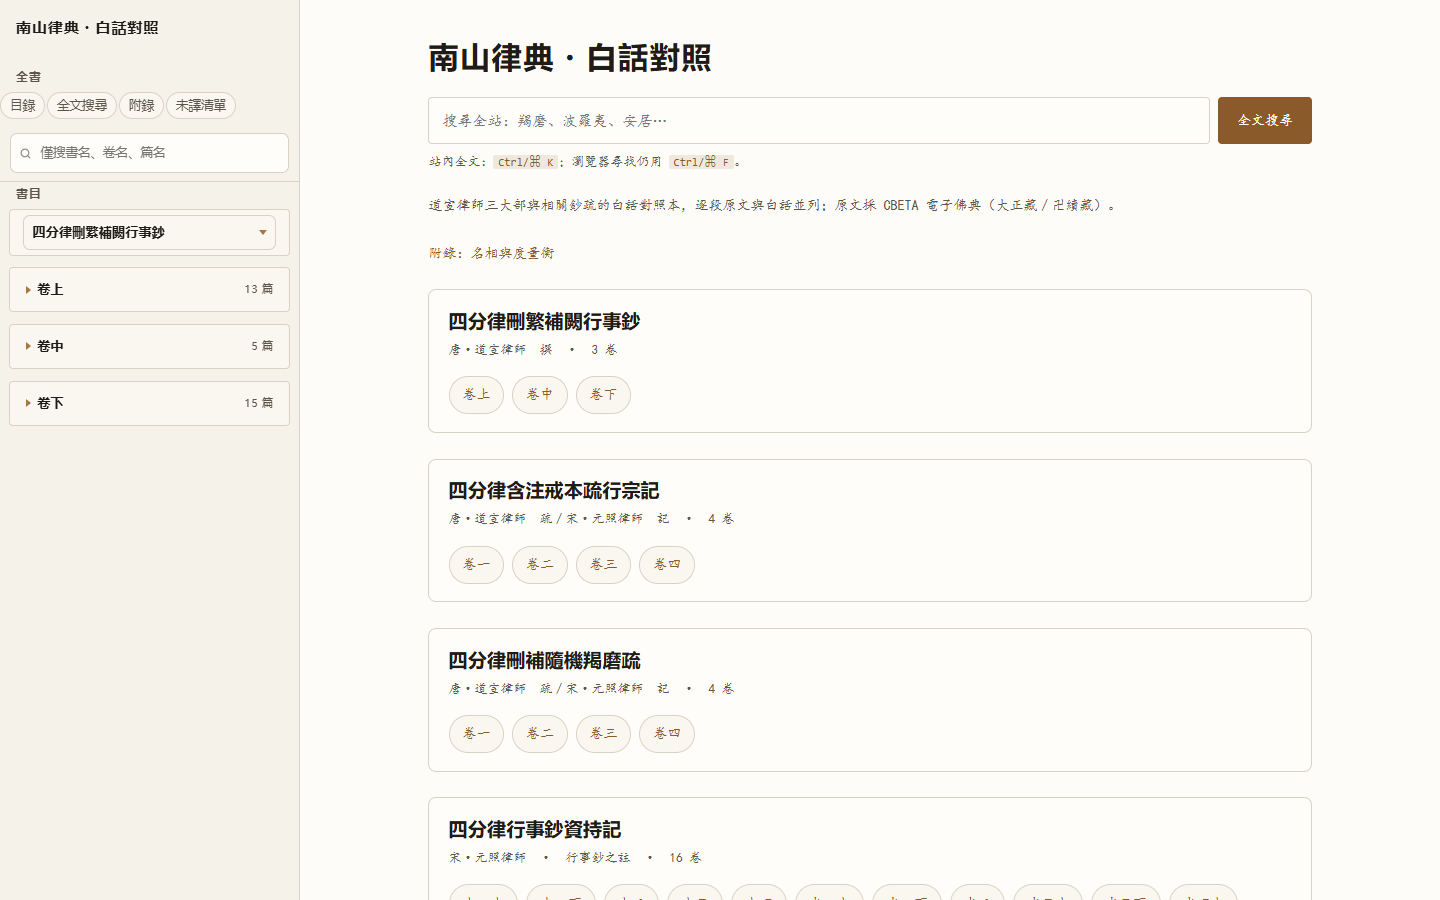 南山律典・白話對照
全書
目錄 全文搜尋 附錄 未譯清單
僅搜書名、卷名、篇名
書目
四分律刪繁補闕行事鈔
卷上 13 篇
卷中 5 篇
卷下 15 篇
南山律典・白話對照
搜尋全站：羯磨、波羅夷、安居…
全文搜尋
站內全文：Ctrl/⌘ K；瀏覽器尋找仍用 Ctrl/⌘ F。
道宣律師三大部與相關鈔疏的白話對照本，逐段原文與白話並列；原文採 CBETA 電子佛典（大正藏／卍續藏）。
附錄：名相與度量衡
四分律刪繁補闕行事鈔
唐・道宣律師　撰 • 3 卷
卷上 卷中 卷下
四分律含注戒本疏行宗記
唐・道宣律師　疏／宋・元照律師　記 • 4 卷
卷一 卷二 卷三 卷四
四分律刪補隨機羯磨疏
唐・道宣律師　疏／宋・元照律師　記 • 4 卷
卷一 卷二 卷三 卷四
四分律行事鈔資持記
宋・元照律師 • 行事鈔之註 • 16 卷